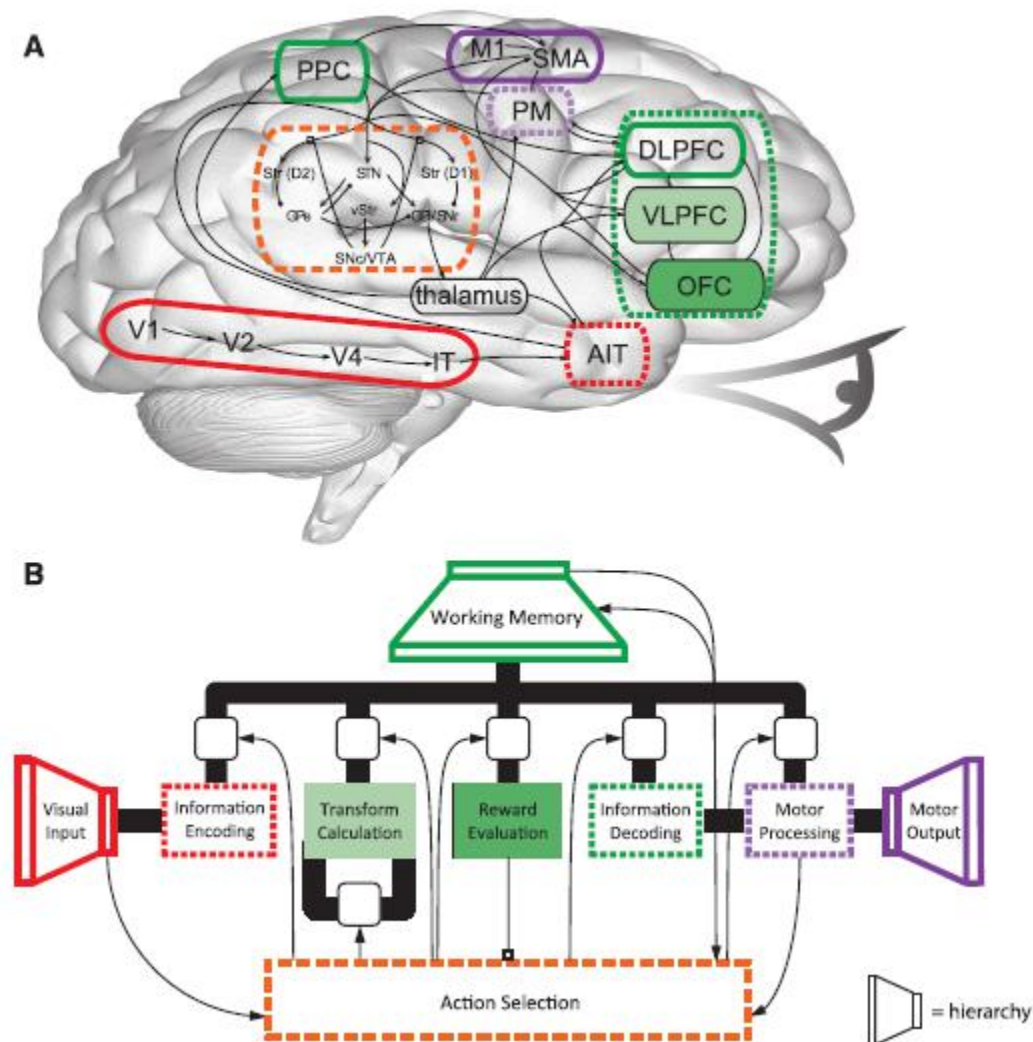 A
PPC
M1
SMA
PM
DLPFC
VLPFC
OFC
Str (D2)
STN
Str (D1)
GPe
vStr
GPi/SNr
SNc/VTA
thalamus
V1
V2
V4
IT
AIT
B
Working Memory
Visual
Input
Information
Encoding
Transform
Calculation
Reward
Evaluation
Information
Decoding
Motor
Processing
Motor
Output
Action Selection
= hierarchy